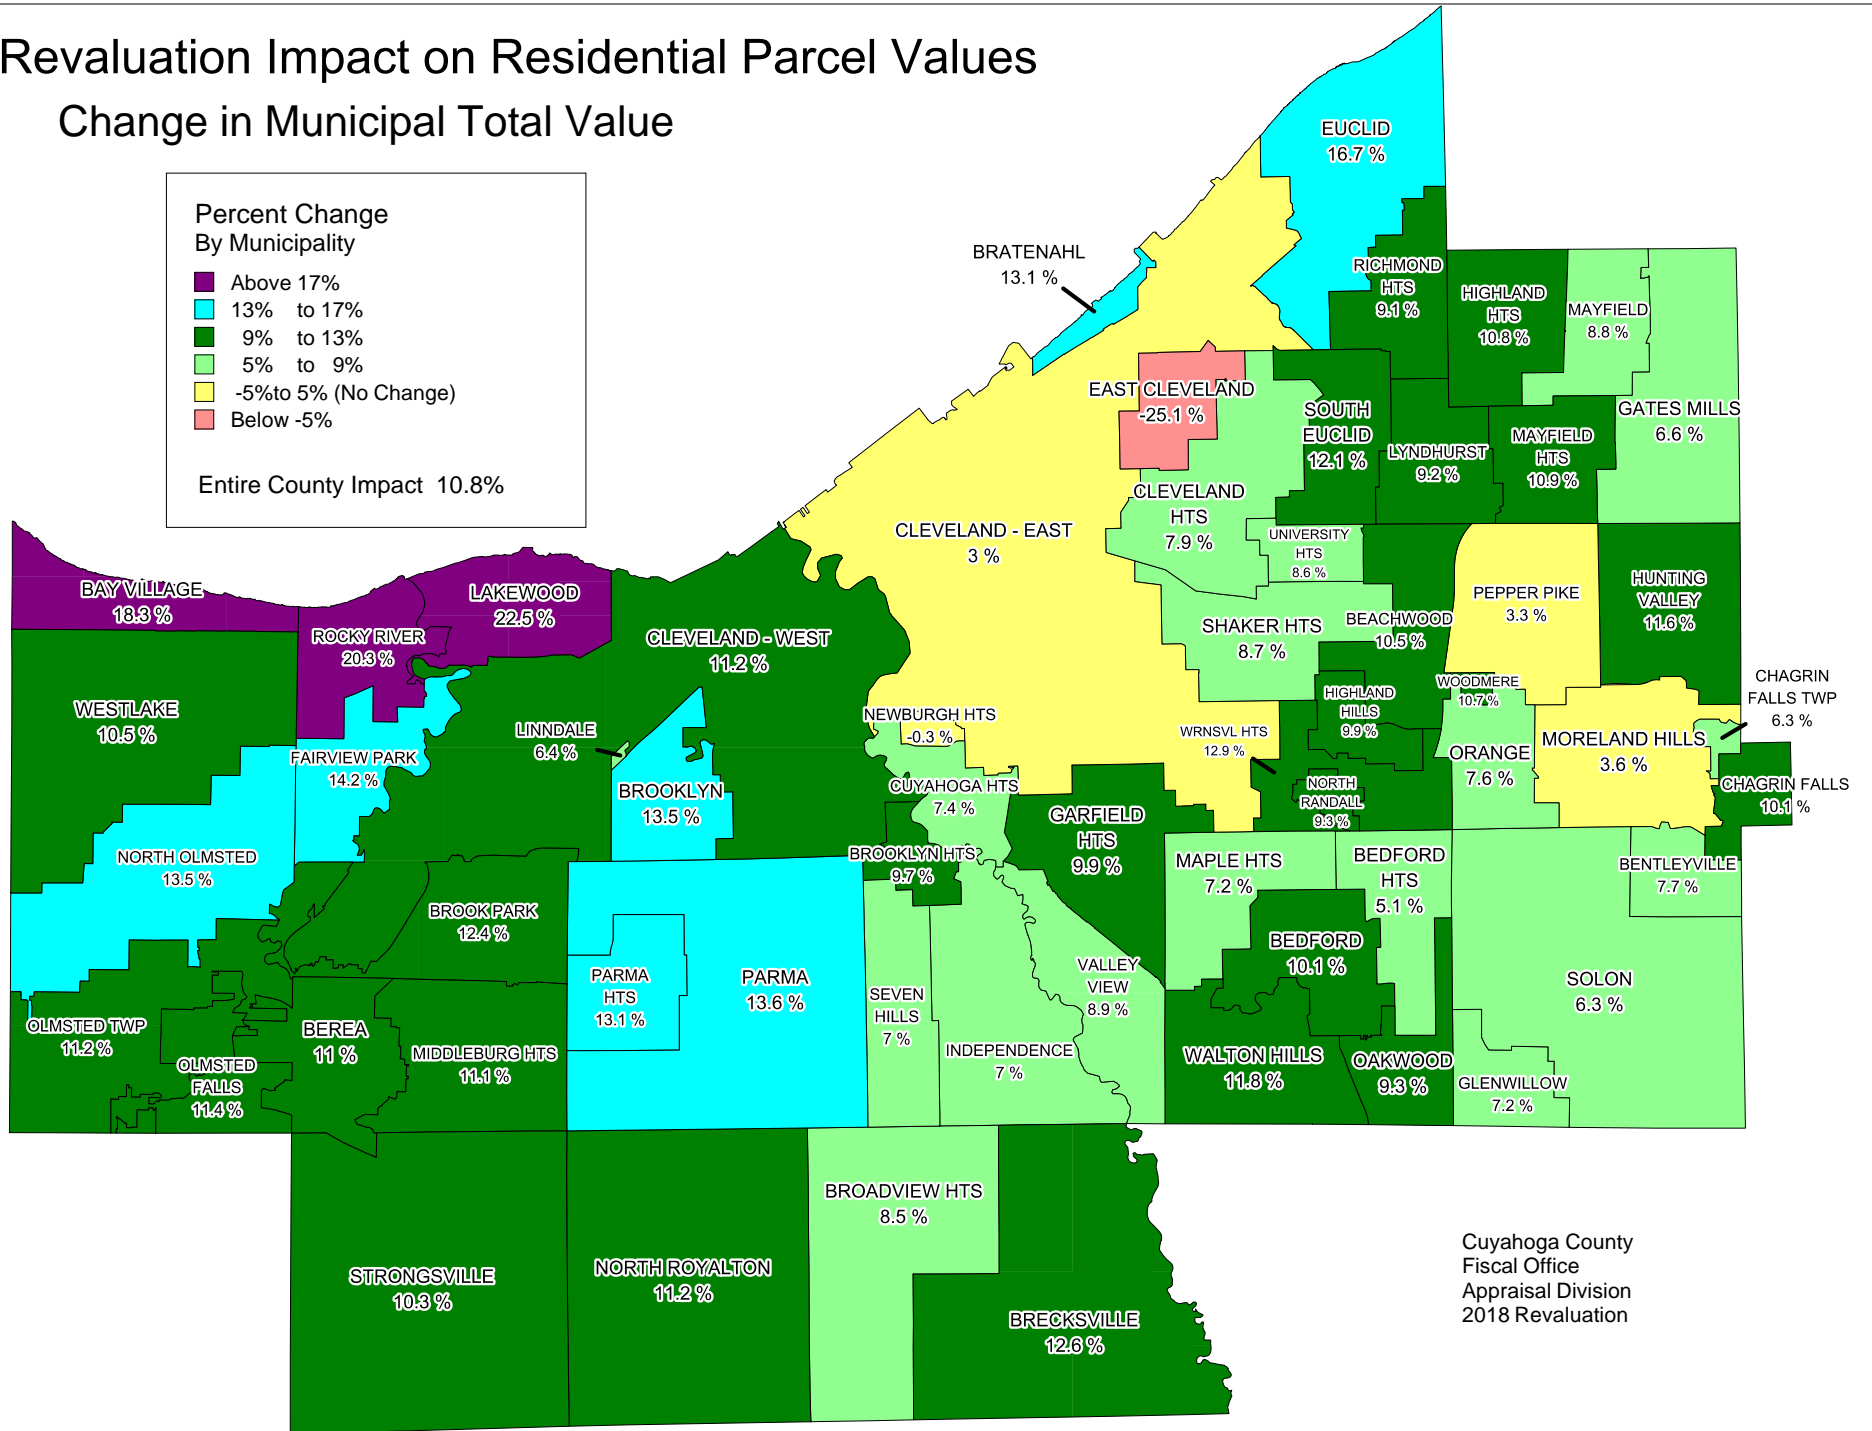 Revaluation Impact on Residential Parcel Values
Change in Municipal Total Value
Percent Change
By Municipality
Above 17%
13% to 17%
9% to 13%
5% to 9%
-5%to 5% (No Change)
Below -5%
Entire County Impact 10.8%
EUCLID
16.7 %
BRATENAHL
13.1 %
RICHMOND
HTS
9.1 %
HIGHLAND
HTS
10.8 %
MAYFIELD
8.8 %
GATES MILLS
6.6 %
EAST CLEVELAND
-25.1 %
SOUTH
EUCLID
12.1 %
LYNDHURST
9.2 %
MAYFIELD
HTS
10.9 %
CLEVELAND
HTS
7.9 %
CLEVELAND - EAST
3 %
UNIVERSITY
HTS
8.6 %
BAY VILLAGE
18.3 %
LAKEWOOD
22.5 %
ROCKY RIVER
20.3 %
CLEVELAND - WEST
11.2 %
SHAKER HTS
8.7 %
BEACHWOOD
10.5 %
PEPPER PIKE
3.3 %
HUNTING
VALLEY
11.6 %
WESTLAKE
10.5 %
FAIRVIEW PARK
14.2 %
LINNDALE
6.4 %
NEWBURGH HTS
-0.3 %
WRNSVL HTS
12.9 %
HIGHLAND
HILLS
9.9 %
WOODMERE
10.7 %
CHAGRIN
FALLS TWP
6.3 %
ORANGE
7.6 %
MORELAND HILLS
3.6 %
BROOKLYN
13.5 %
CUYAHOGA HTS
7.4 %
GARFIELD
HTS
9.9 %
NORTH
RANDALL
9.3 %
CHAGRIN FALLS
10.1 %
NORTH OLMSTED
13.5 %
BROOKLYN HTS
9.7 %
MAPLE HTS
7.2 %
BEDFORD
HTS
5.1 %
BENTLEYVILLE
7.7 %
BROOK PARK
12.4 %
PARMA
HTS
13.1 %
PARMA
13.6 %
SEVEN
HILLS
7 %
VALLEY
VIEW
8.9 %
BEDFORD
10.1 %
SOLON
6.3 %
OLMSTED TWP
11.2 %
OLMSTED
FALLS
11.4 %
BEREA
11 %
MIDDLEBURG HTS
11.1 %
INDEPENDENCE
7 %
WALTON HILLS
11.8 %
OAKWOOD
9.3 %
GLENWILLOW
7.2 %
BROADVIEW HTS
8.5 %
STRONGSVILLE
10.3 %
NORTH ROYALTON
11.2 %
BRECKSVILLE
12.6 %
Cuyahoga County
Fiscal Office
Appraisal Division
2018 Revaluation